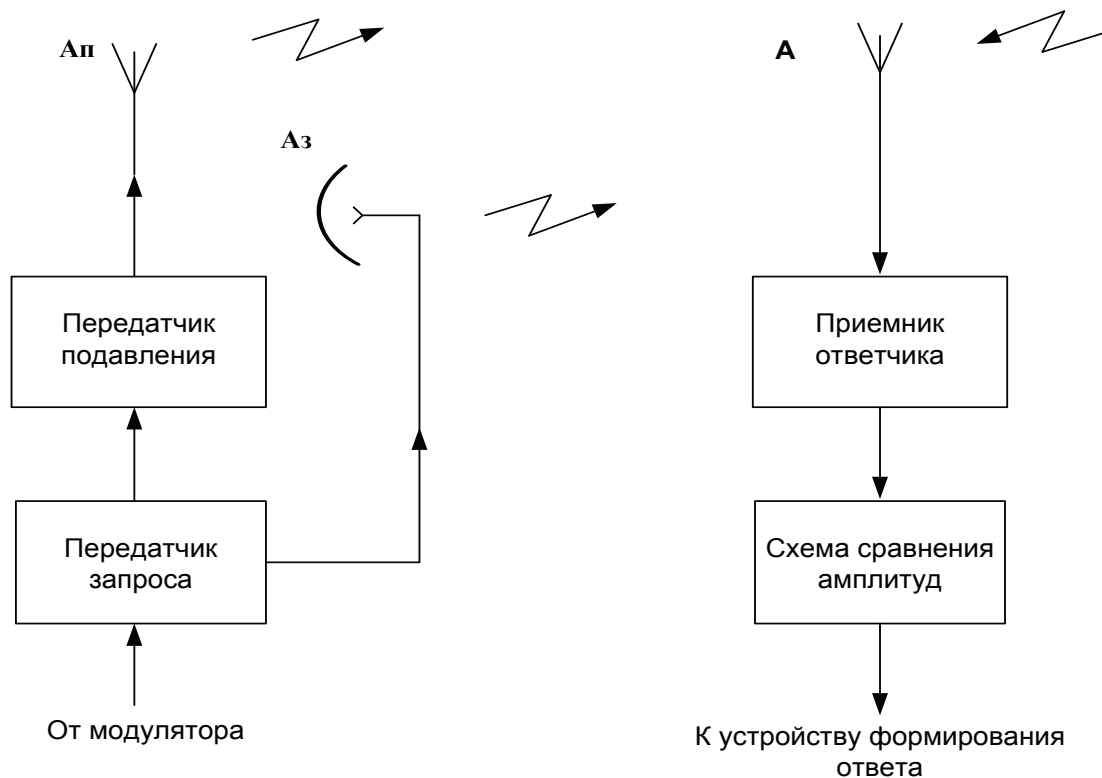 Ап
Аз
Передатчик
подавления
Передатчик
запроса
От модулятора
А
Приемник
ответчика
Схема сравнения
амплитуд
К устройству формирования
ответа